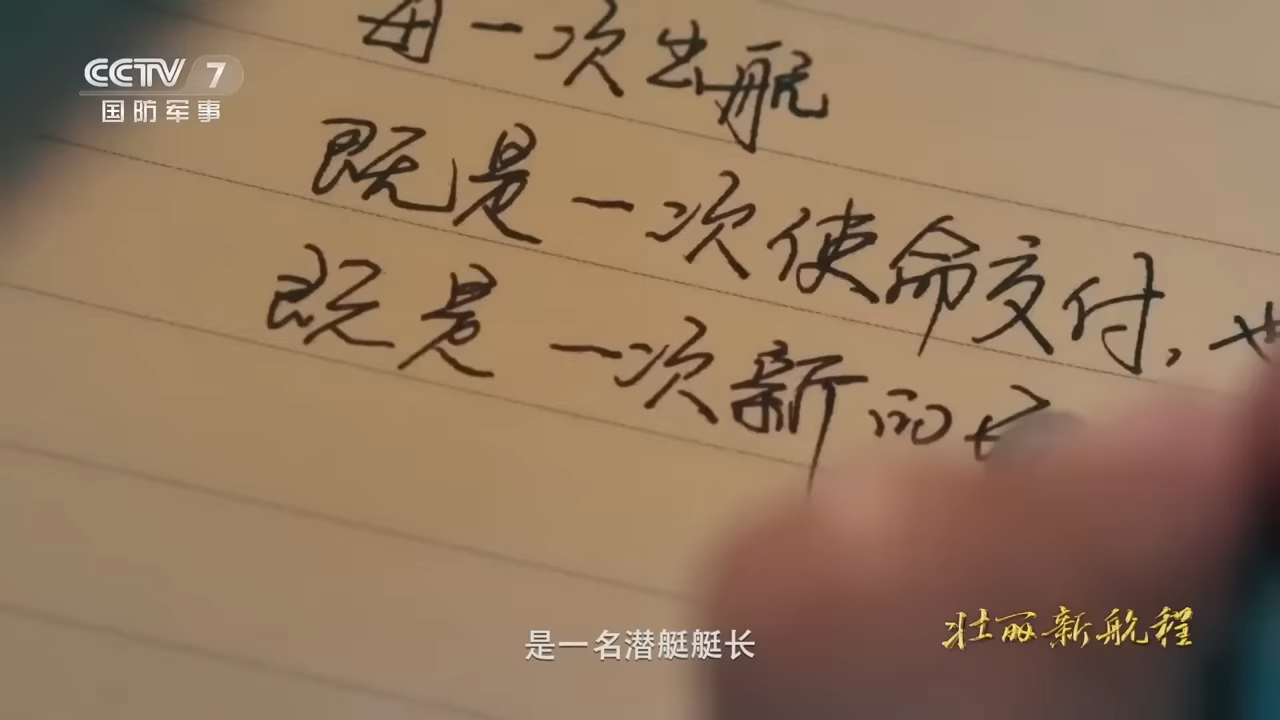 CCTV 7
国防军事
每一次出航
既是一次使命交付，也
既是一次新的
是一名潜艇艇长
壮丽新航程